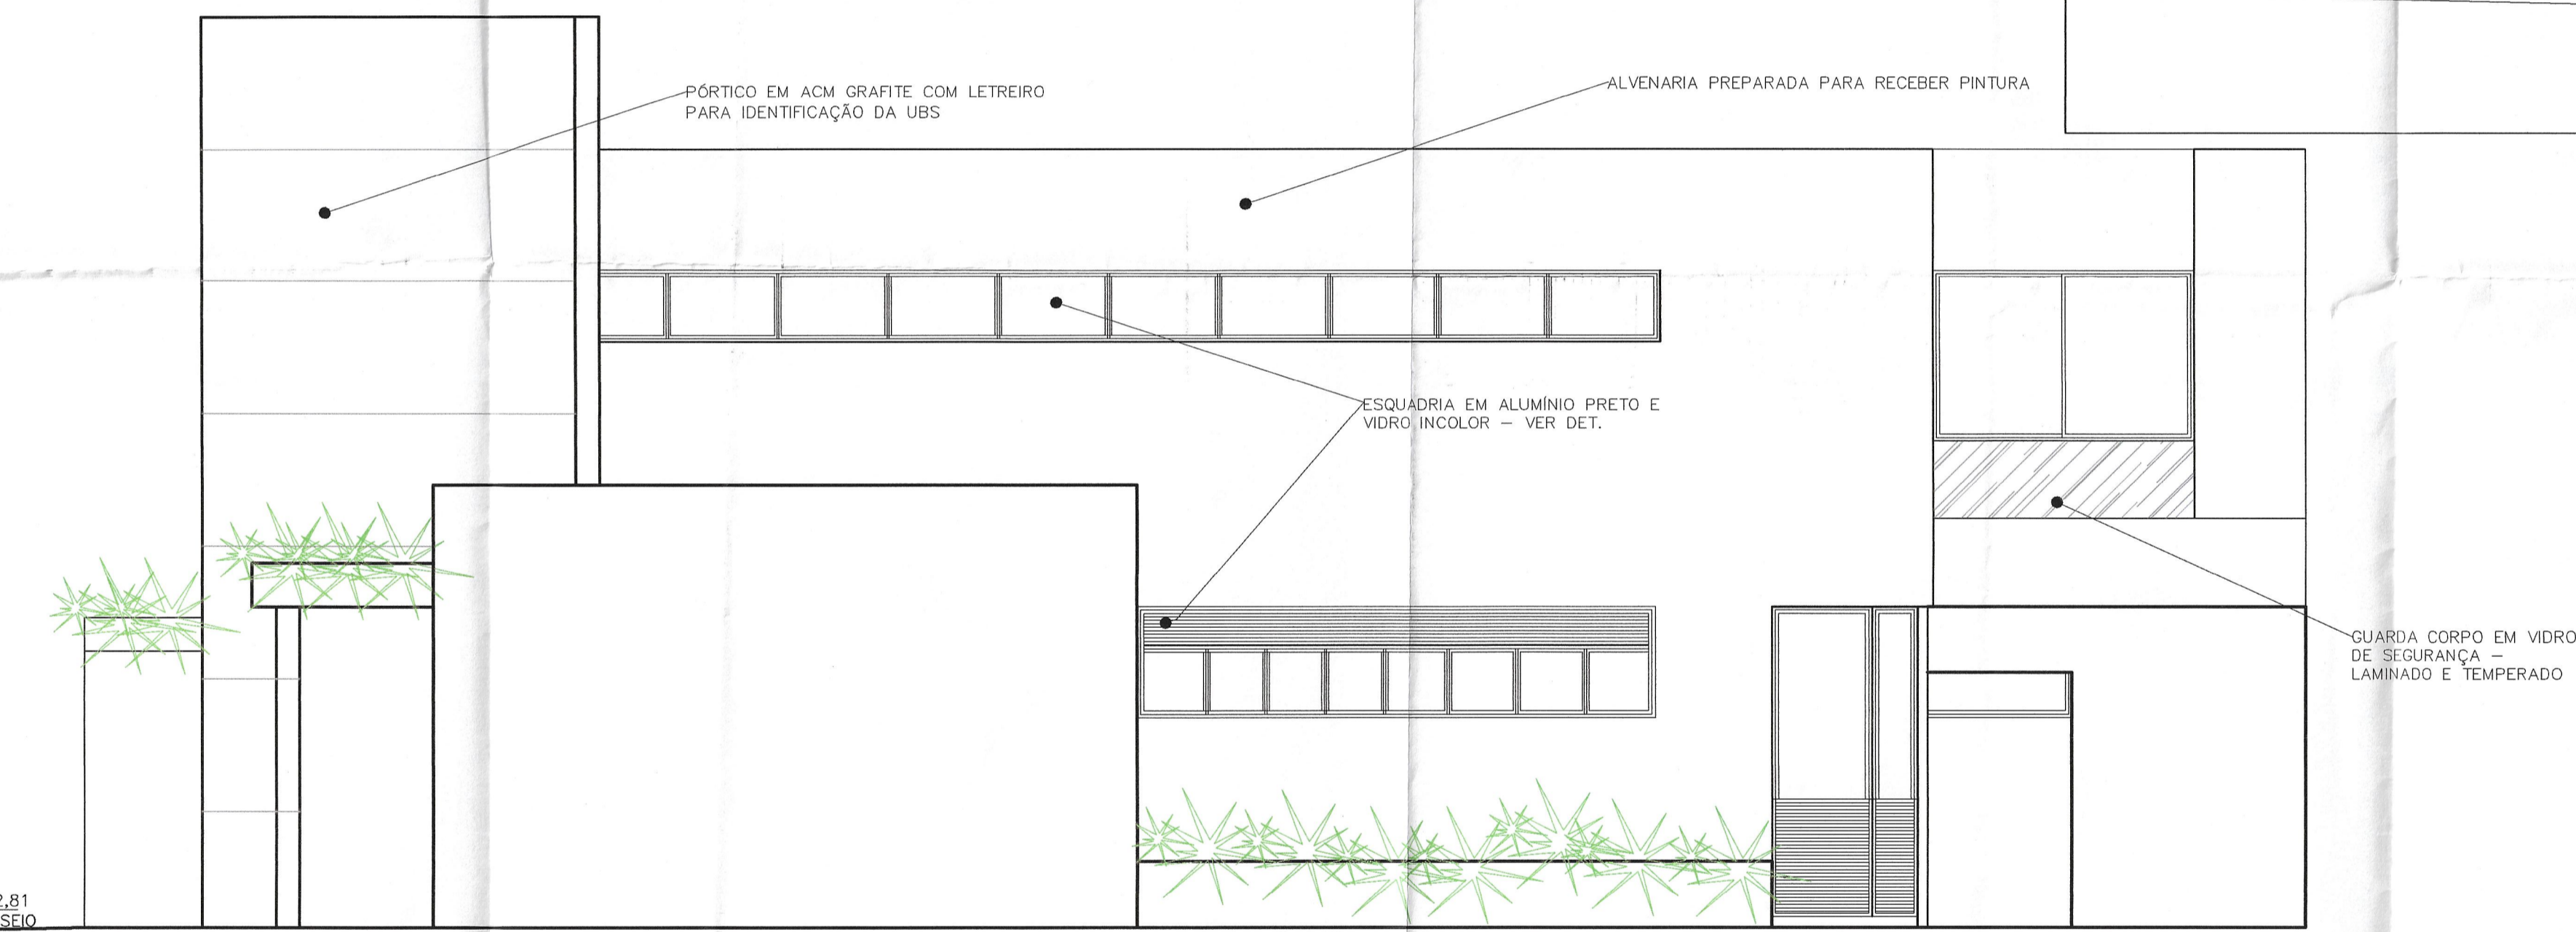 PÓRTICO EM ACM GRAFITE COM LETREIRO
PARA IDENTIFICAÇÃO DA UBS
ALVENARIA PREPARADA PARA RECEBER PINTURA
ESQUADRIA EM ALUMÍNIO PRETO E
VIDRO INCOLOR – VER DET.
GUARDA CORPO EM VIDRO
DE SEGURANÇA –
LAMINADO E TEMPERADO
2,81
SEIO